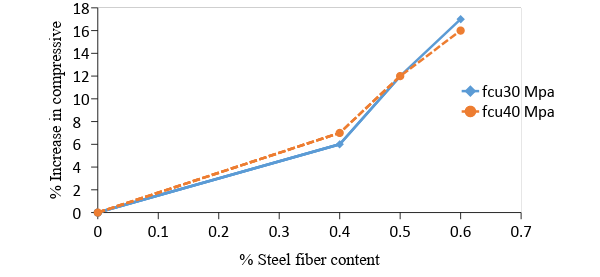 % Increase in compressive
18
16
14
12
10
8
6
4
2
0
0 0.1 0.2 0.3 0.4 0.5 0.6 0.7
% Steel fiber content
fcu30 Mpa
fcu40 Mpa